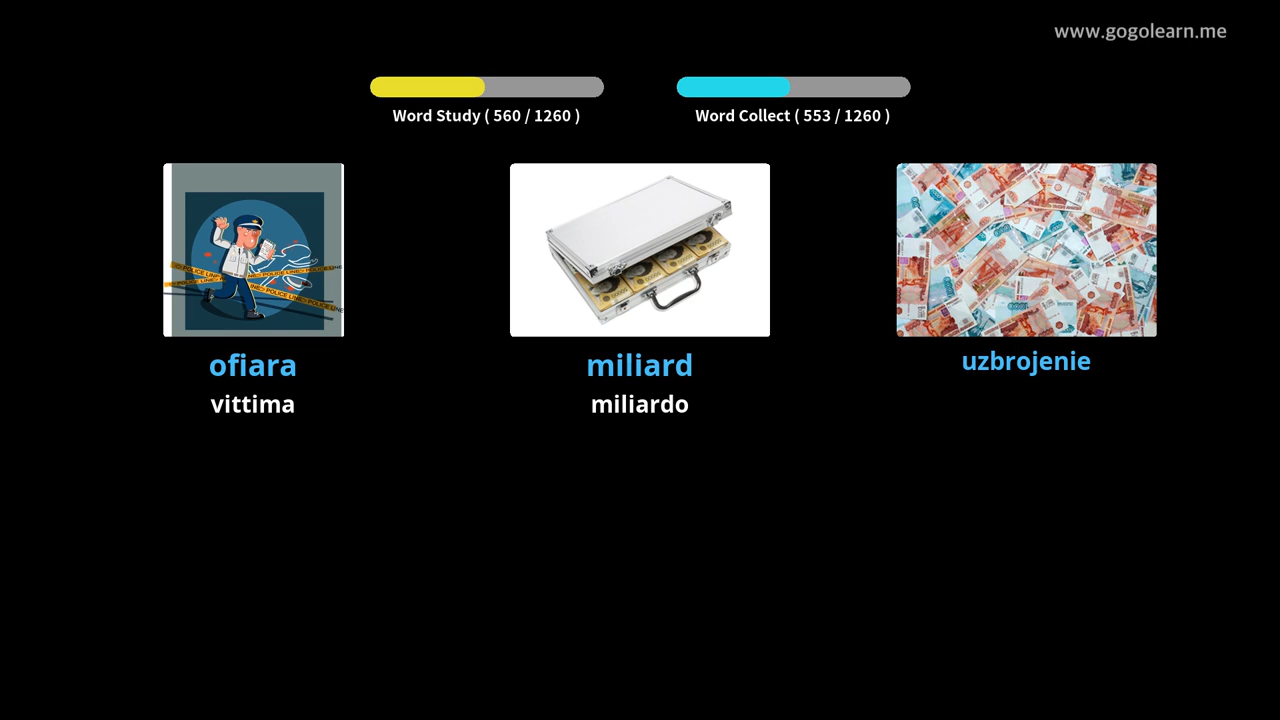 www.gogolearn.me
Word Study ( 560 / 1260 )
Word Collect ( 553 / 1260 )
ofiara
vittima
miliard
miliardo
uzbrojenie